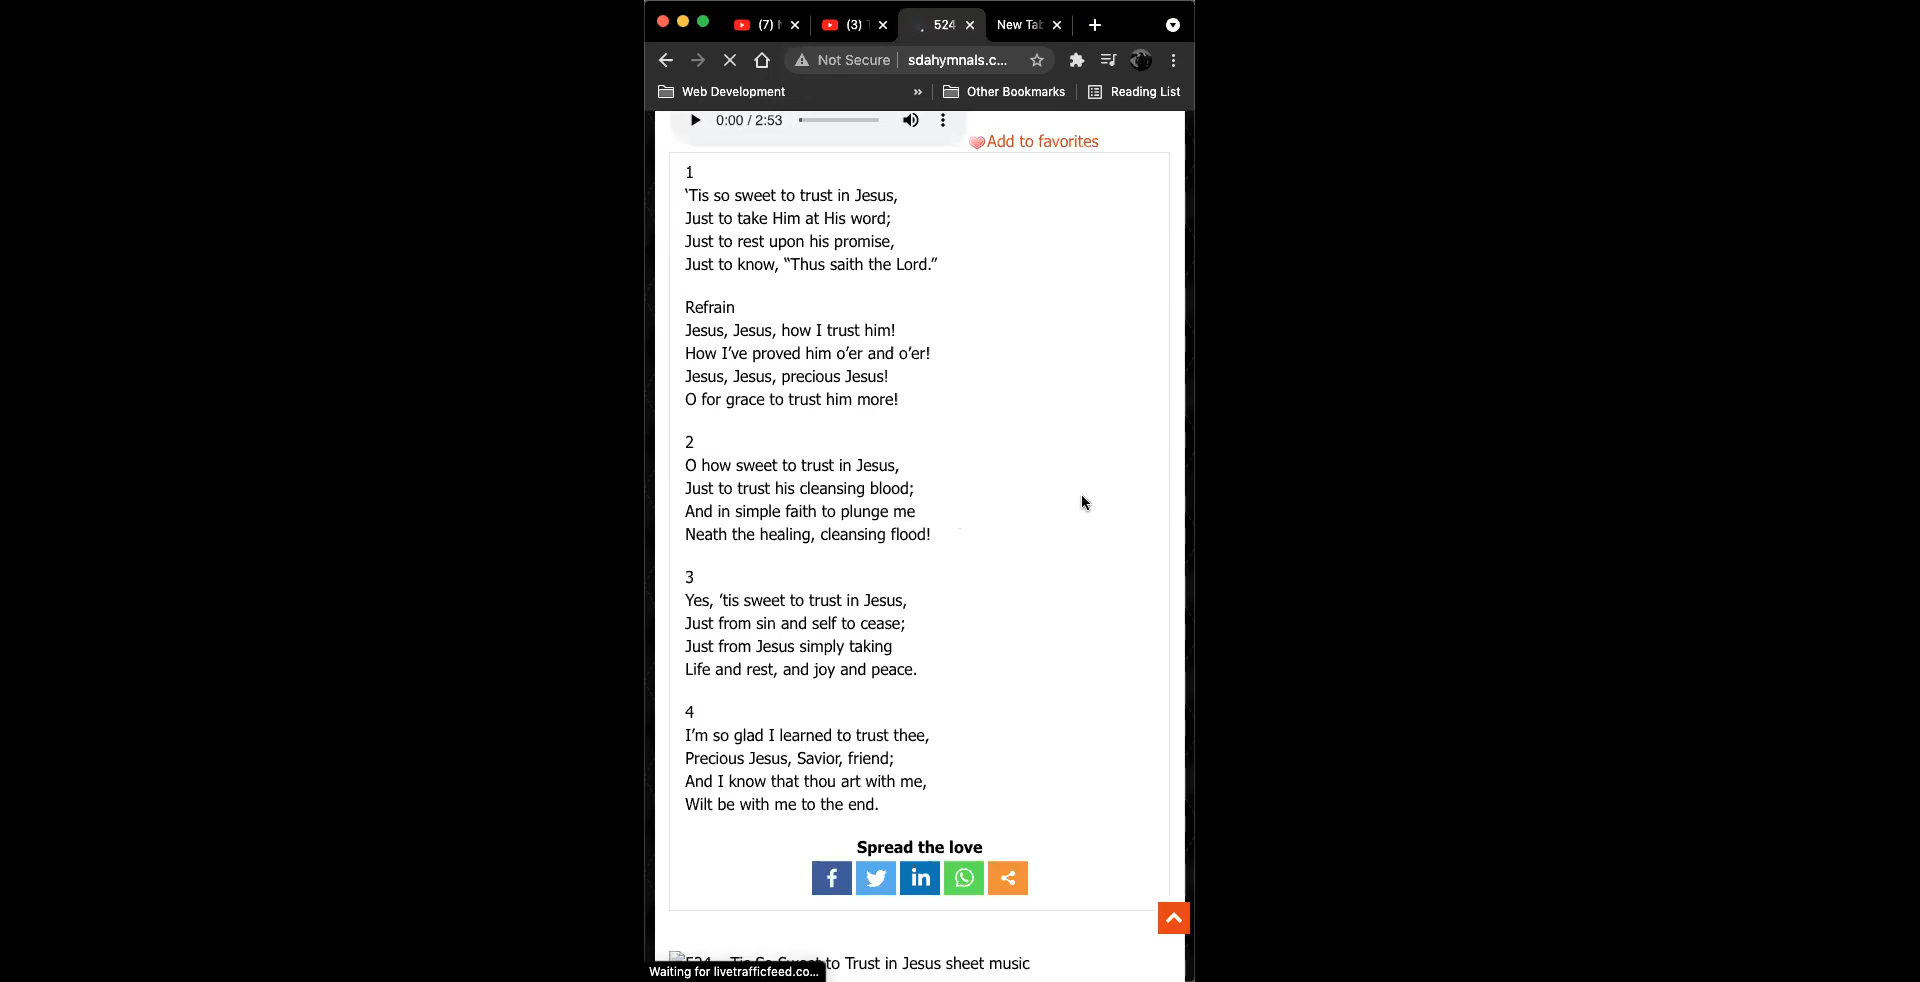 (7)
(3)
524
New Tab
Not Secure
sdahymnals.c...
Web Development
»
Other Bookmarks
Reading List
0:00 / 2:53
Add to favorites
1
‘Tis so sweet to trust in Jesus,
Just to take Him at His word;
Just to rest upon his promise,
Just to know, “Thus saith the Lord.”
Refrain
Jesus, Jesus, how I trust him!
How I’ve proved him o’er and o’er!
Jesus, Jesus, precious Jesus!
O for grace to trust him more!
2
O how sweet to trust in Jesus,
Just to trust his cleansing blood;
And in simple faith to plunge me
Neath the healing, cleansing flood!
3
Yes, ’tis sweet to trust in Jesus,
Just from sin and self to cease;
Just from Jesus simply taking
Life and rest, and joy and peace.
4
I’m so glad I learned to trust thee,
Precious Jesus, Savior, friend;
And I know that thou art with me,
Wilt be with me to the end.
Spread the love
524 Tis So Sweet to Trust in Jesus sheet music
Waiting for livetrafficfeed.co...